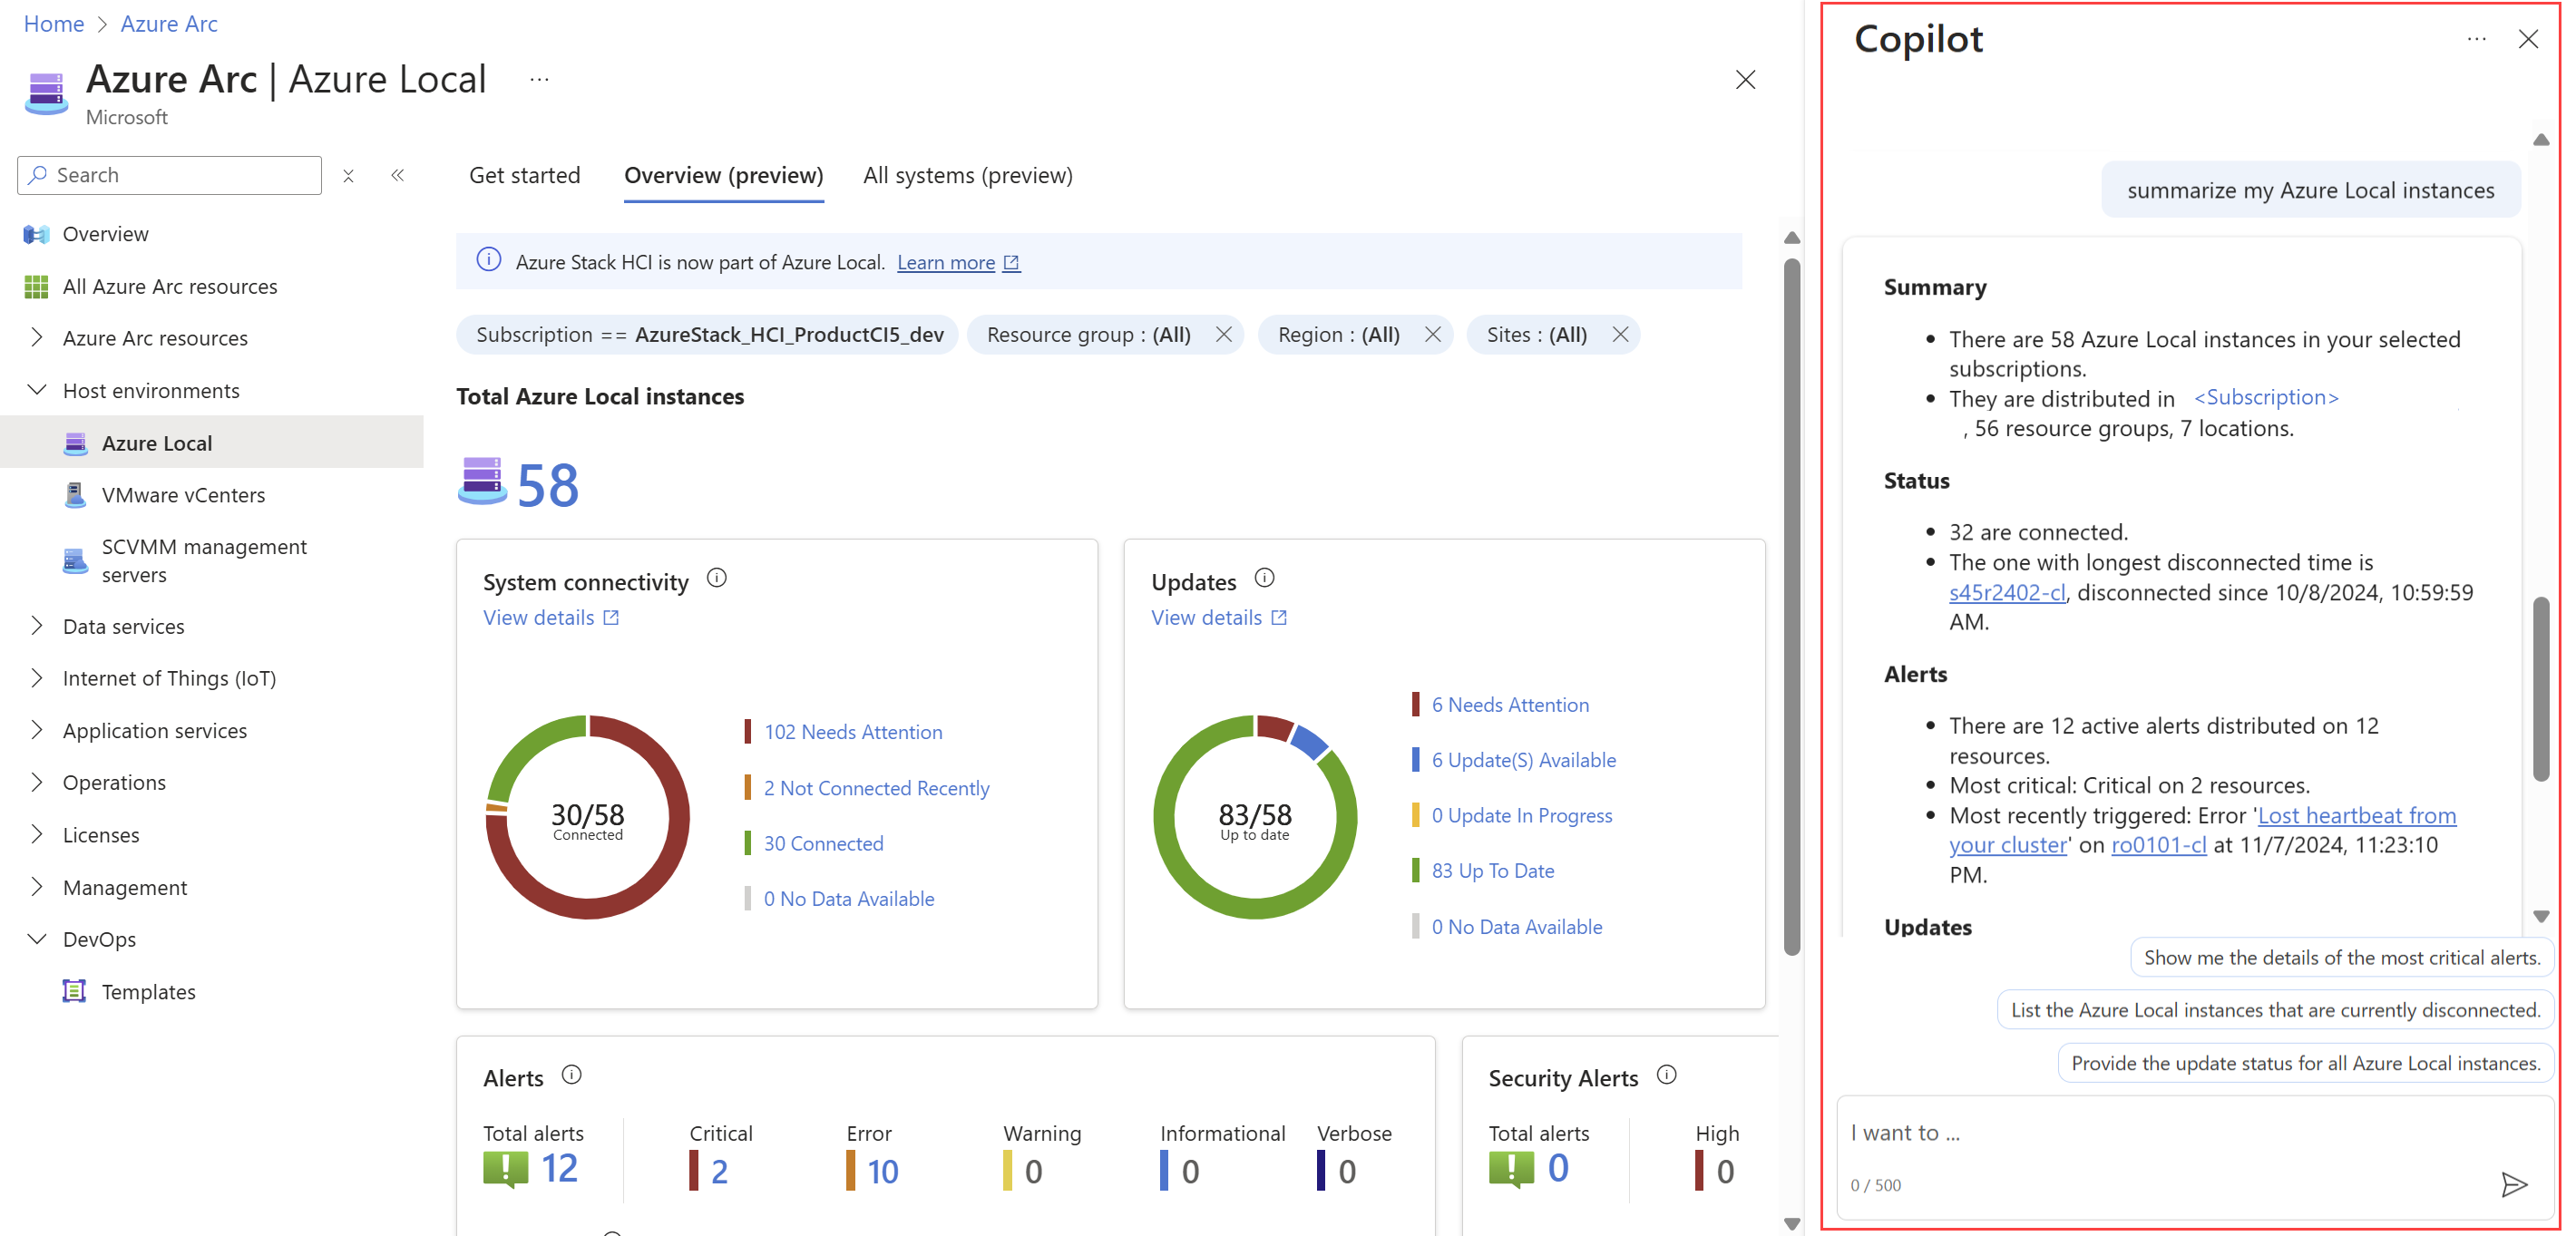 Home > Azure Arc
Azure Arc | Azure Local ...
Microsoft
Search
Overview
All Azure Arc resources
Azure Arc resources
Host environments
Azure Local
VMware vCenters
SCVMM management
servers
Data services
Internet of Things (IoT)
Application services
Operations
Licenses
Management
DevOps
Templates
Get started
Overview (preview)
All systems (preview)
Azure Stack HCI is now part of Azure Local. Learn more
Subscription == AzureStack_HCI_ProductCI5_dev
Resource group : (All)
Region : (All)
Sites : (All)
Total Azure Local instances
58
System connectivity
View details
30/58
Connected
102 Needs Attention
2 Not Connected Recently
30 Connected
0 No Data Available
Updates
View details
83/58
Up to date
6 Needs Attention
6 Update(S) Available
0 Update In Progress
83 Up To Date
0 No Data Available
Alerts
Total alerts
12
Critical
2
Error
10
Warning
0
Informational
0
Verbose
0
Security Alerts
Total alerts
0
High
0
Copilot
...
summarize my Azure Local instances
Summary
• There are 58 Azure Local instances in your selected
subscriptions.
• They are distributed in <Subscription>
, 56 resource groups, 7 locations.
Status
• 32 are connected.
• The one with longest disconnected time is
s45r2402-cl, disconnected since 10/8/2024, 10:59:59
AM.
Alerts
• There are 12 active alerts distributed on 12
resources.
• Most critical: Critical on 2 resources.
• Most recently triggered: Error 'Lost heartbeat from
your cluster' on ro0101-cl at 11/7/2024, 11:23:10
PM.
Updates
Show me the details of the most critical alerts.
List the Azure Local instances that are currently disconnected.
Provide the update status for all Azure Local instances.
I want to ...
0 / 500